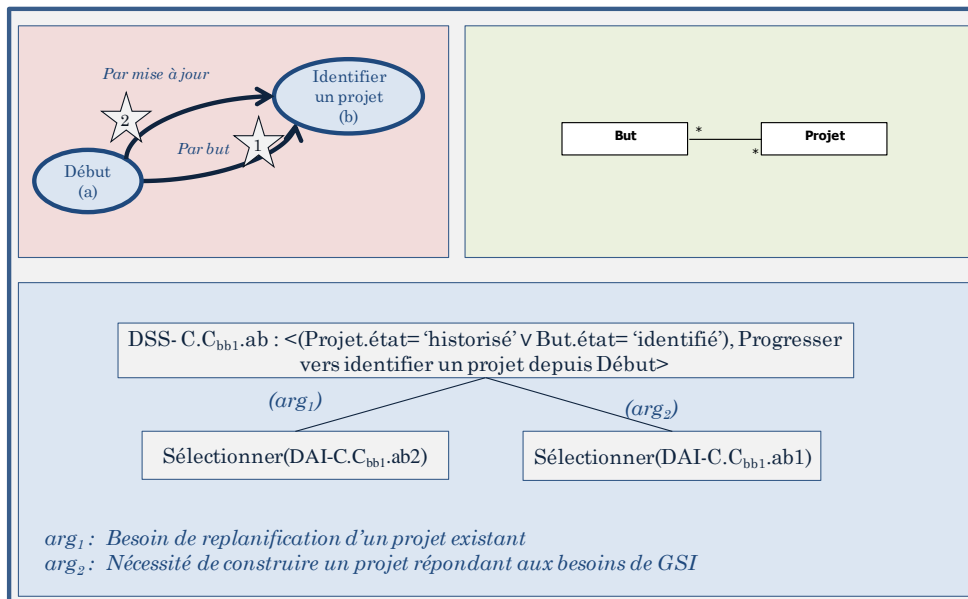 Par mise à jour
Identifier
un projet
(b)
2
Par but
1
Début
(a)
But
*
Projet
*
DSS- C.Cbb1.ab : <(Projet.état= ‘historisé’ ∨ But.état= ‘identifié’), Progresser
vers identifier un projet depuis Début>
(arg1)
(arg2)
Sélectionner(DAI-C.Cbb1.ab2)
Sélectionner(DAI-C.Cbb1.ab1)
arg1 : Besoin de replanification d’un projet existant
arg2 : Nécessité de construire un projet répondant aux besoins de GSI